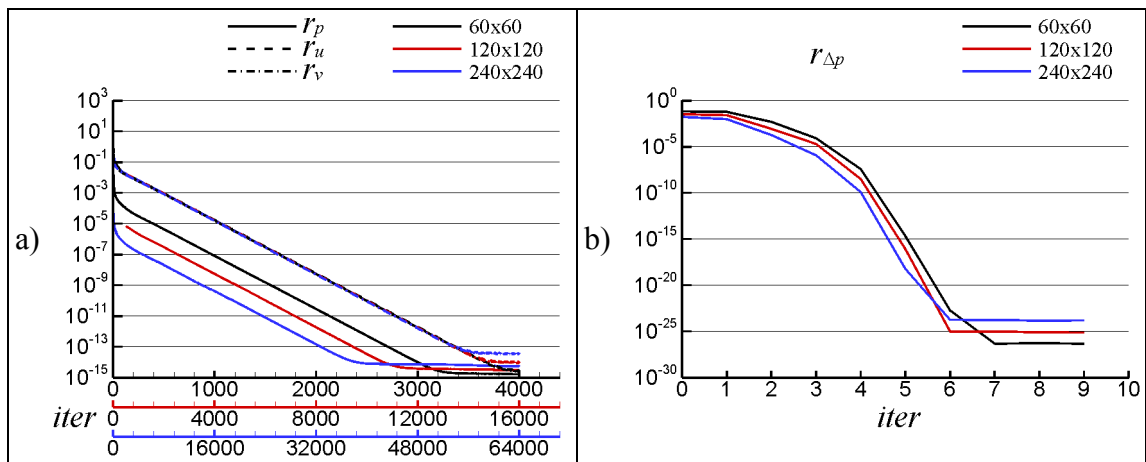 r_p 60x60
r_u 120x120
r_v 240x240
10^3
10^1
10^-1
10^-3
10^-5
a) 10^-7
10^-9
10^-11
10^-13
10^-15
0 1000 2000 3000 4000
iter 0 4000 8000 12000 16000
0 16000 32000 48000 64000
60x60
r_Δp 120x120
240x240
10^0
10^-5
10^-10
b) 10^-15
10^-20
10^-25
10^-30
0 1 2 3 4 5 6 7 8 9 10
iter